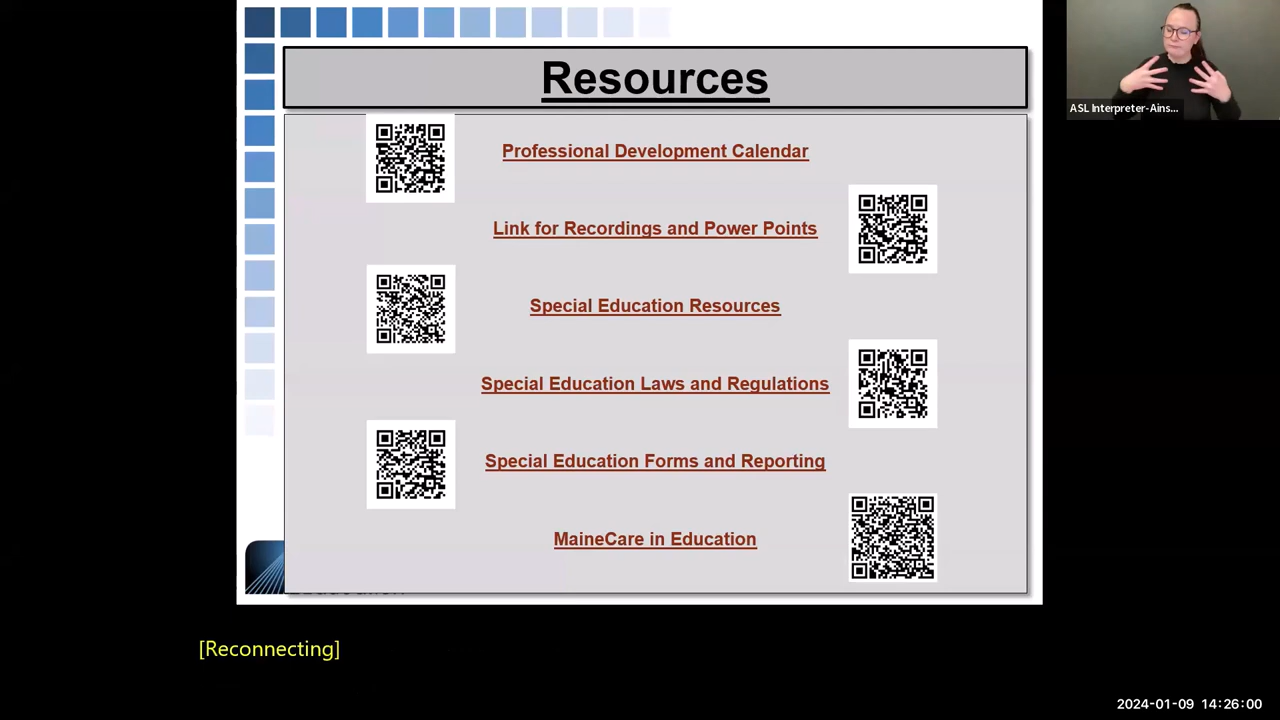 Resources
ASL Interpreter-Ains...
Professional Development Calendar
Link for Recordings and Power Points
Special Education Resources
Special Education Laws and Regulations
Special Education Forms and Reporting
MaineCare in Education
[Reconnecting]
2024-01-09 14:26:00